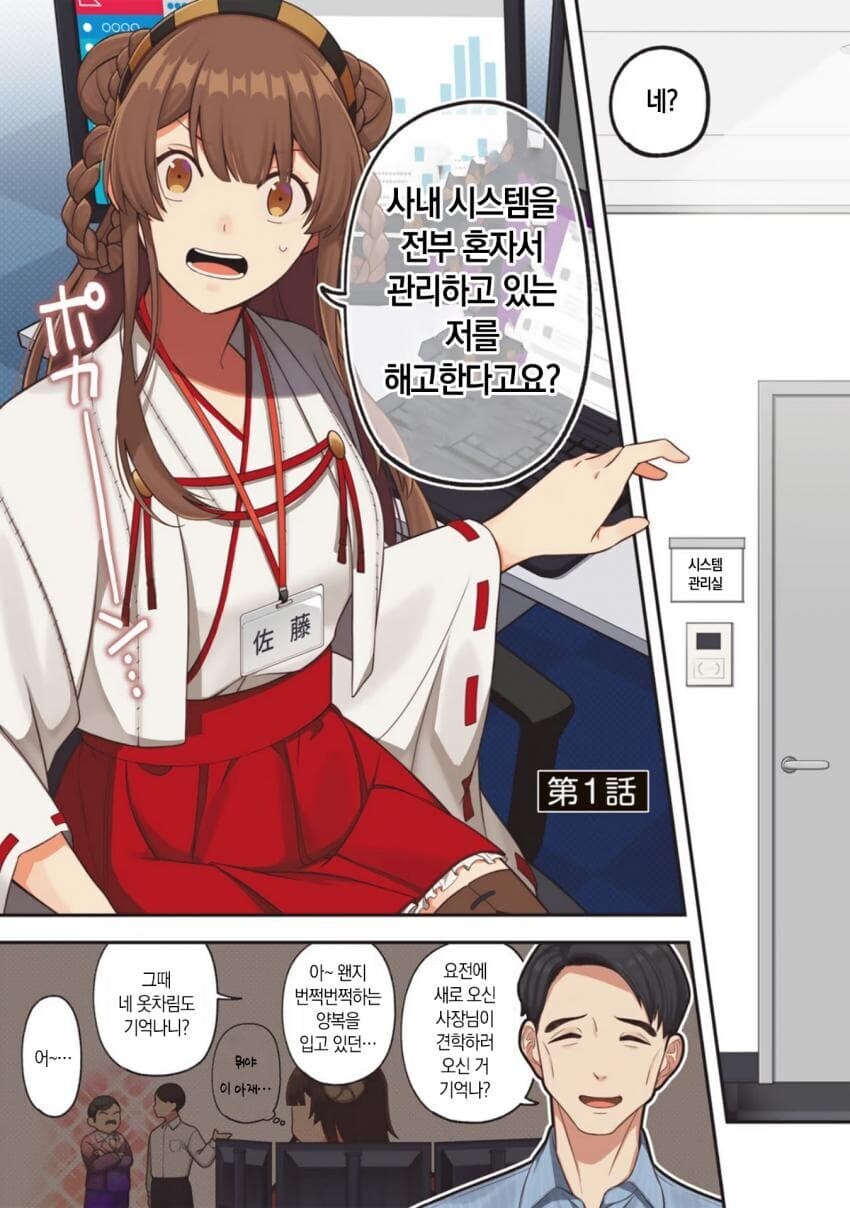 네?
사내 시스템을
전부 혼자서
관리하고 있는
저를
해고한다고요?
ポカーン…
佐藤
시스템
관리실
第1話
요전에
새로 오신
사장님이
견학하러
오신 거
기억나?
아~ 왠지
번쩍번쩍하는
양복을
입고 있던…
뭐야
이 아재…
그때
네 옷차림도
기억나니?
어~…